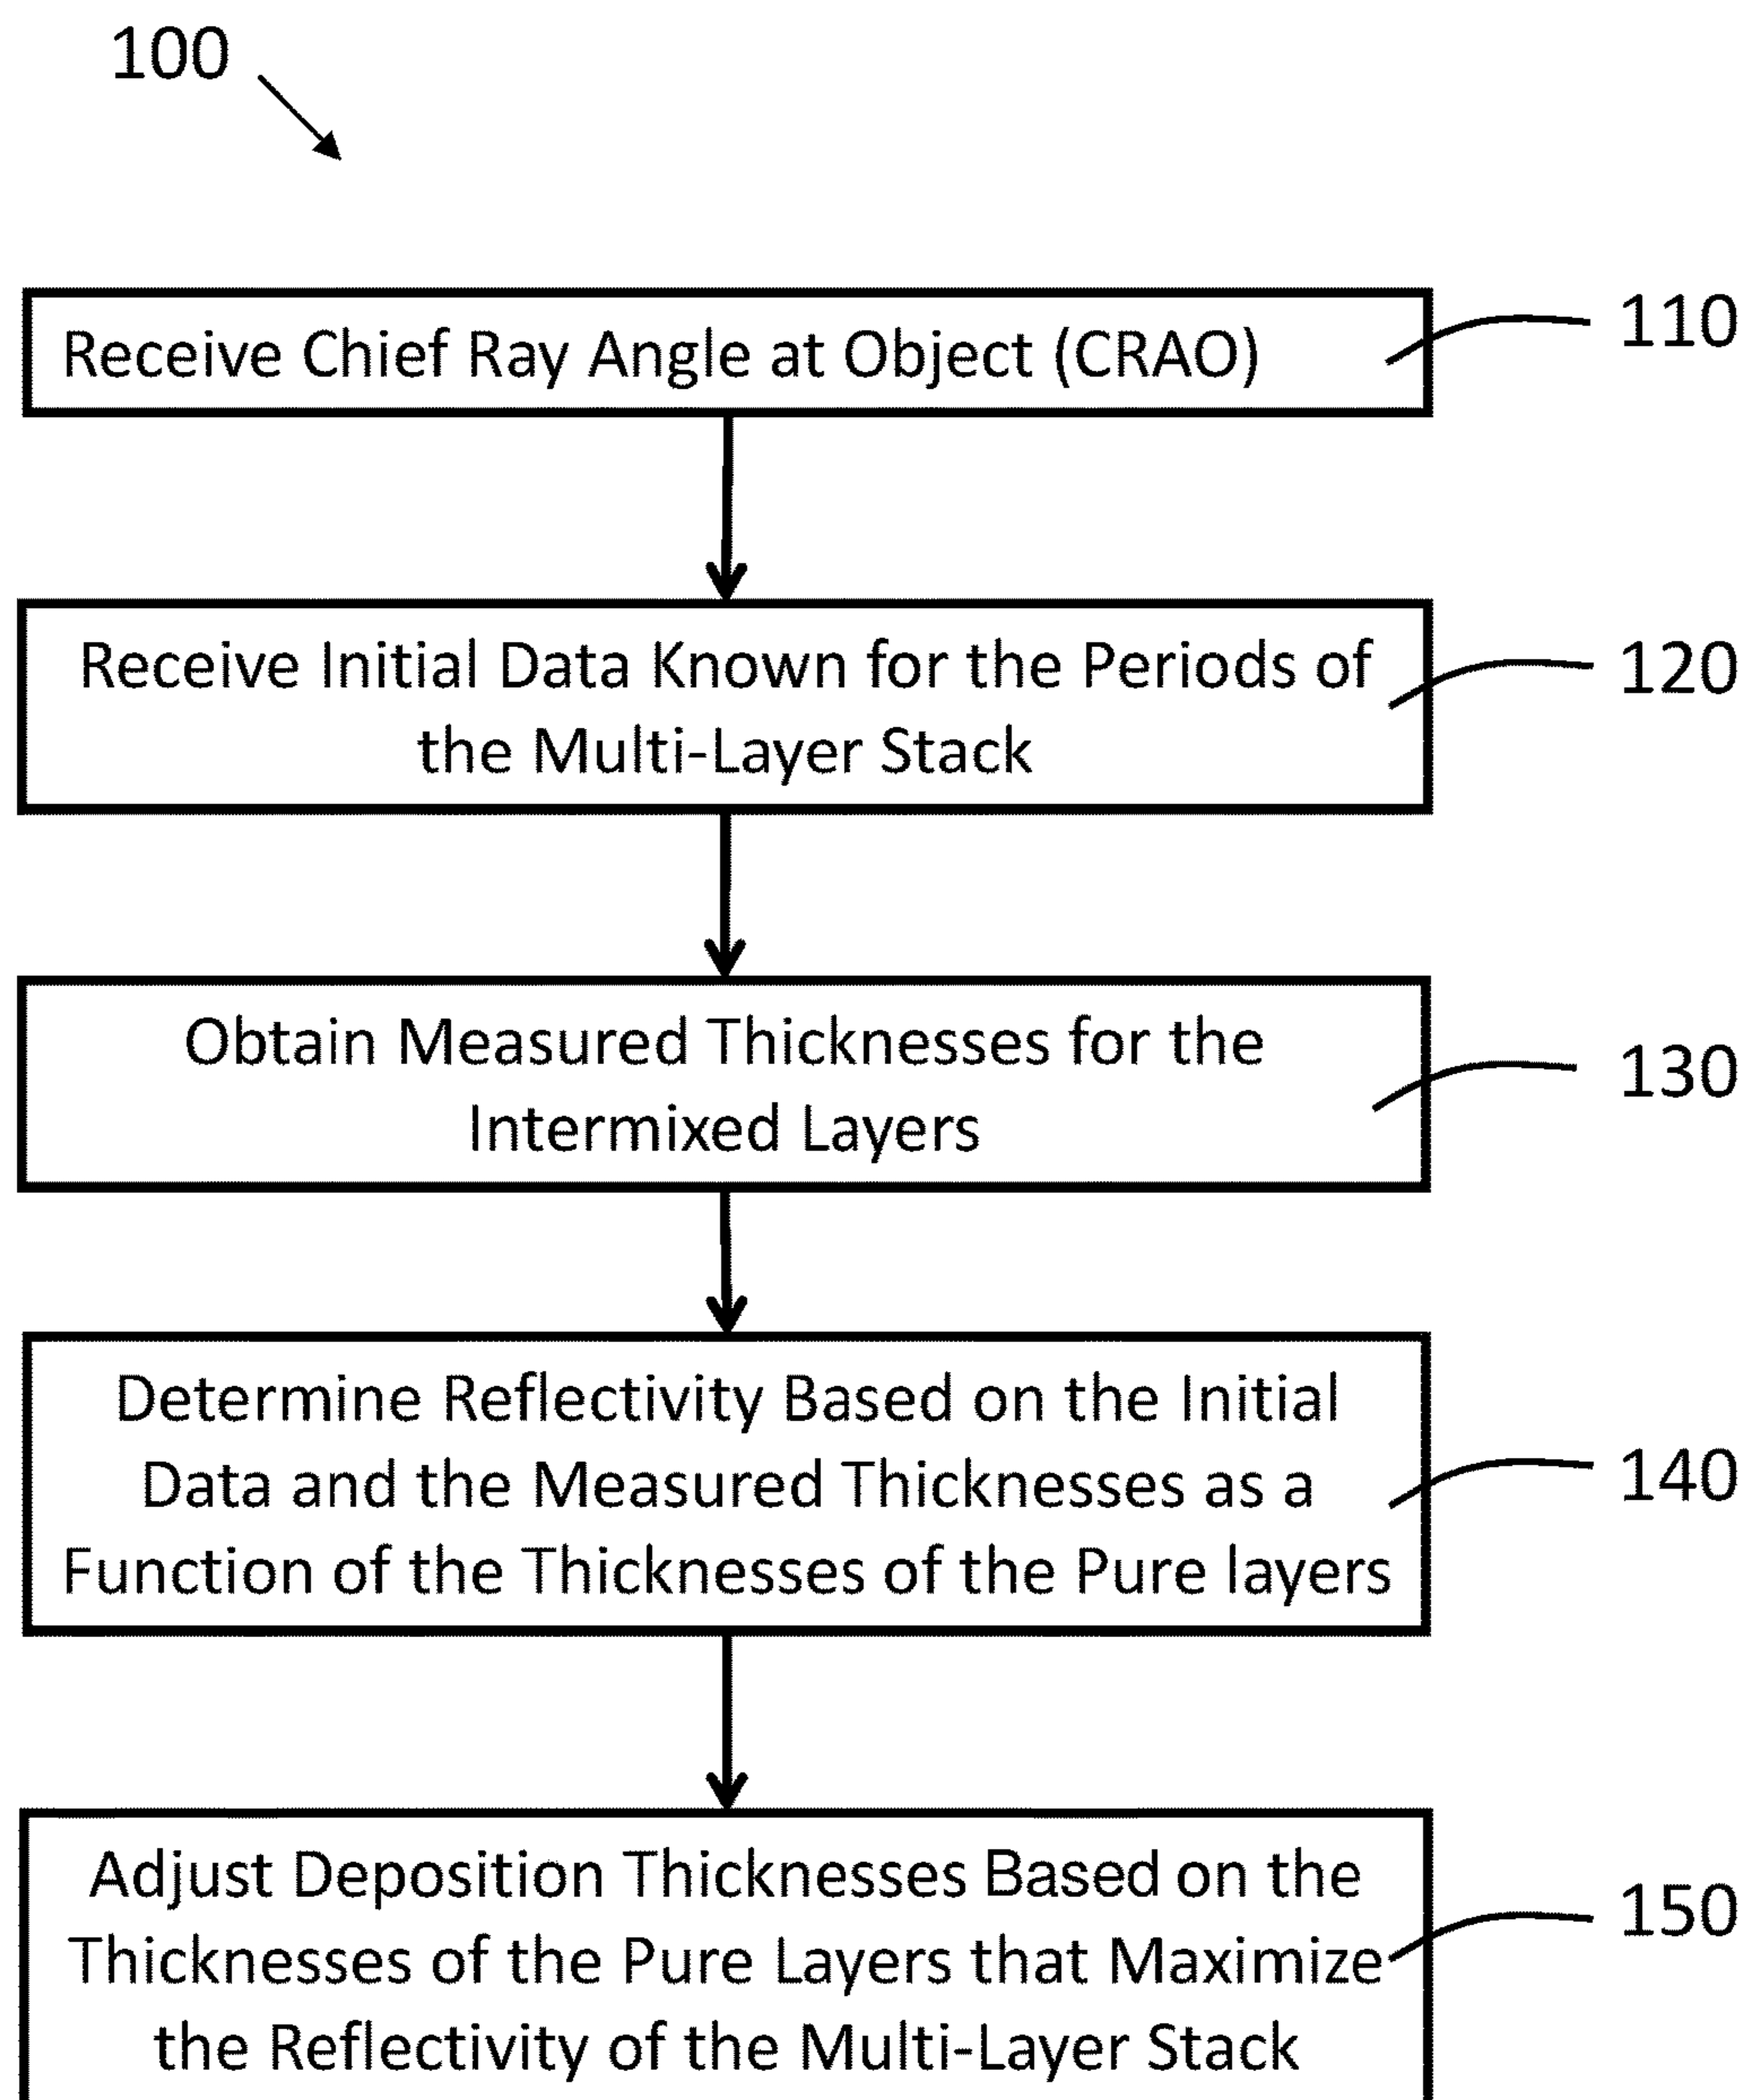 100
Receive Chief Ray Angle at Object (CRAO)
110
Receive Initial Data Known for the Periods of
the Multi-Layer Stack
120
Obtain Measured Thicknesses for the
Intermixed Layers
130
Determine Reflectivity Based on the Initial
Data and the Measured Thicknesses as a
Function of the Thicknesses of the Pure layers
140
Adjust Deposition Thicknesses Based on the
Thicknesses of the Pure Layers that Maximize
the Reflectivity of the Multi-Layer Stack
150